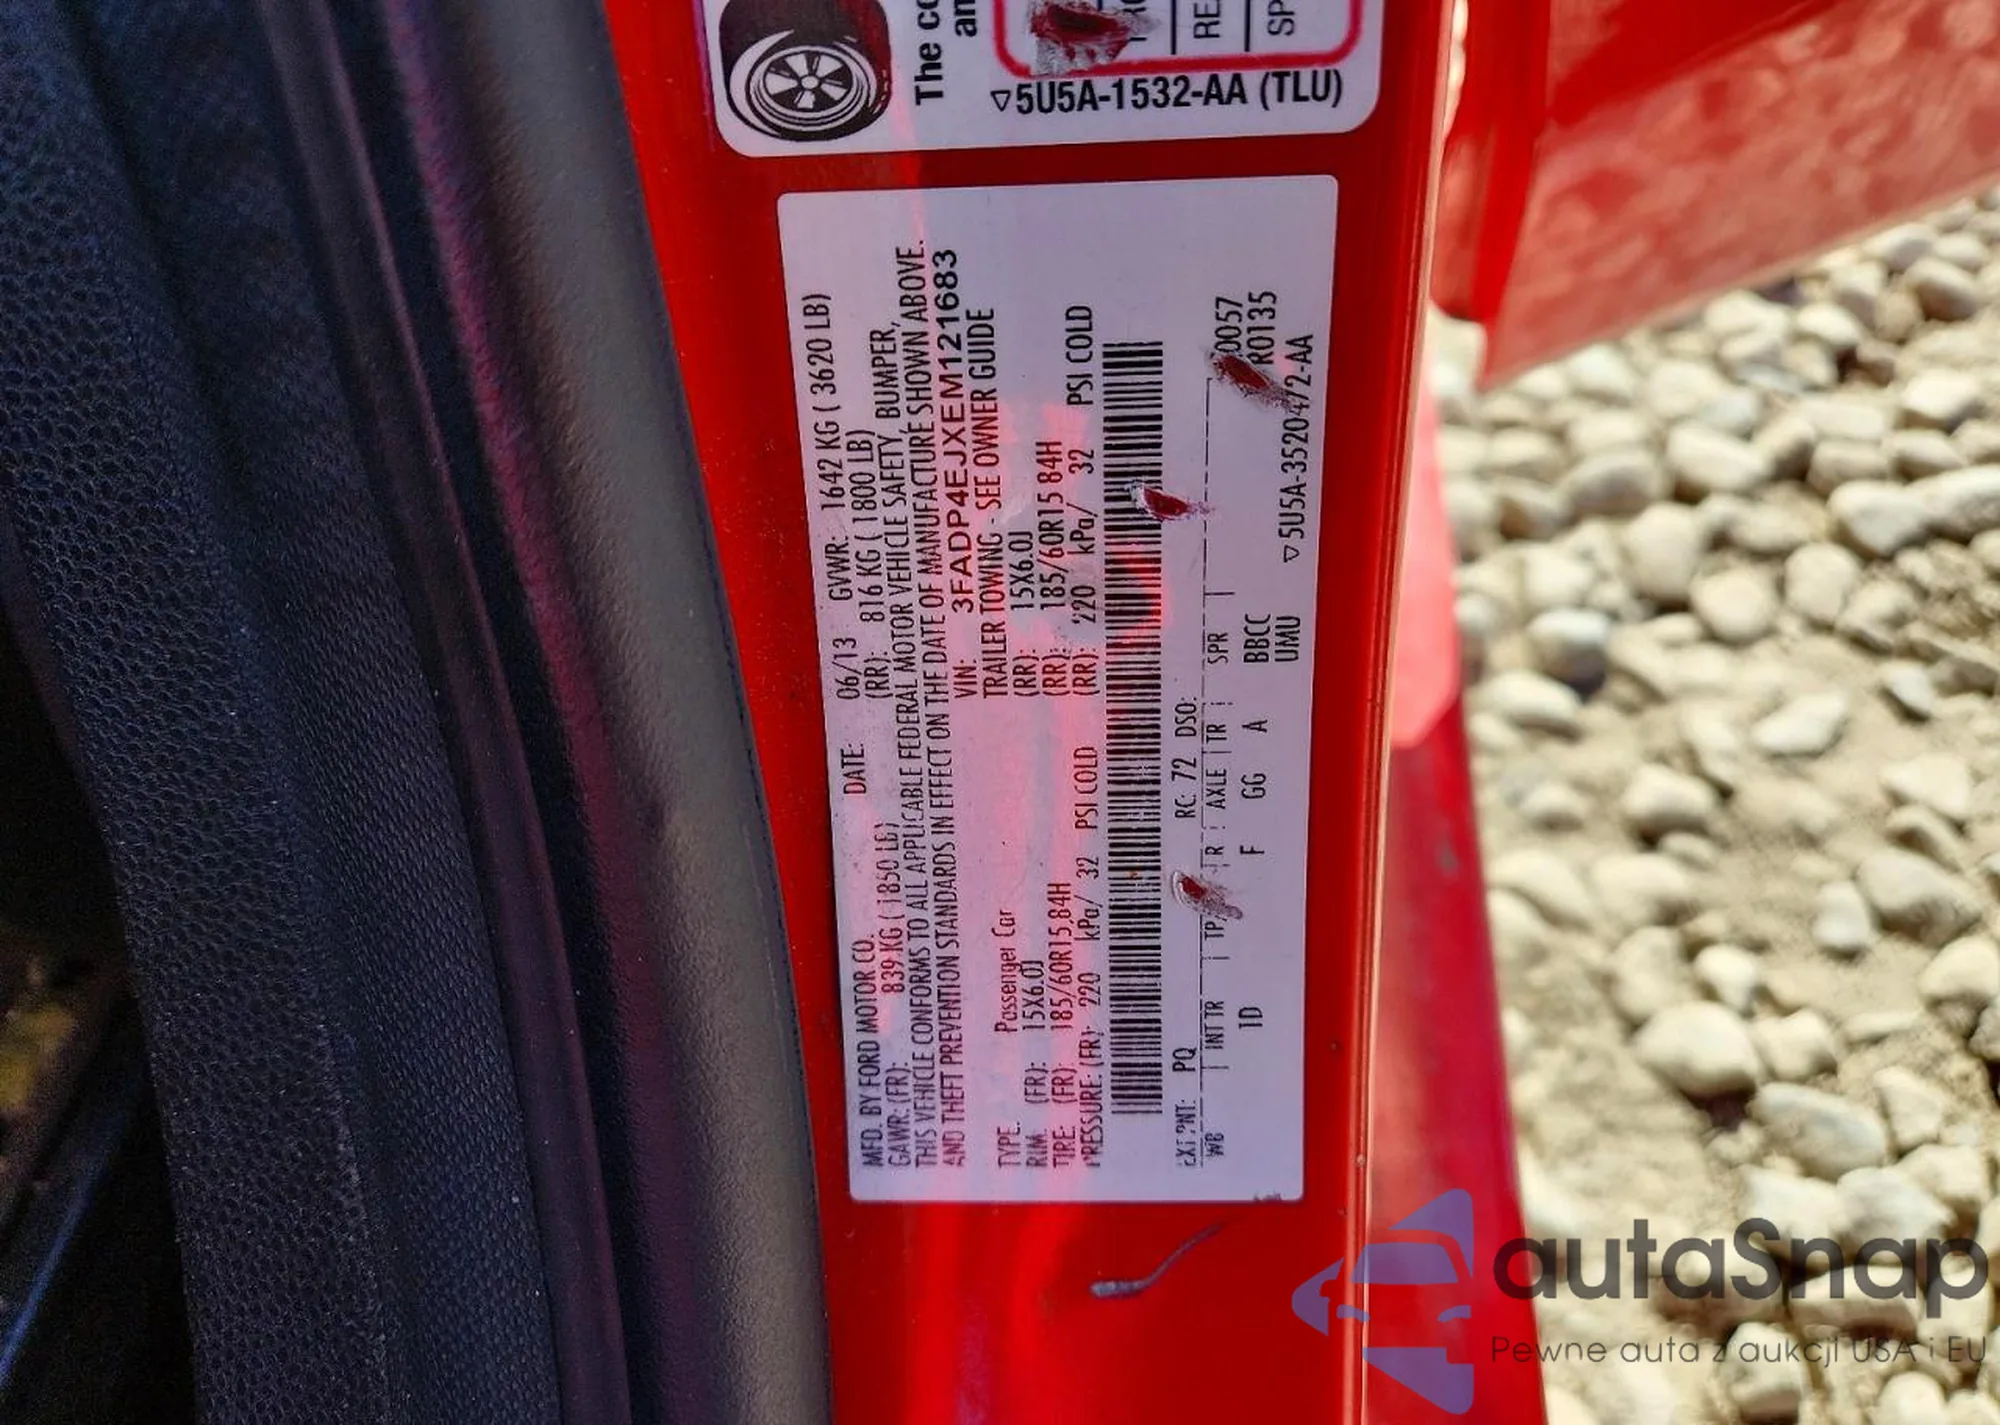 The co
an
RE
SP
▽5U5A-1532-AA (TLU)
MFD. BY FORD MOTOR CO. DATE: 06/13 GVWR: 1642 KG ( 3620 LB)
GAWR: (FR): 839 KG ( 1850 LB) (RR): 816 KG ( 1800 LB)
THIS VEHICLE CONFORMS TO ALL APPLICABLE FEDERAL MOTOR VEHICLE SAFETY, BUMPER,
AND THEFT PREVENTION STANDARDS IN EFFECT ON THE DATE OF MANUFACTURE SHOWN ABOVE.
VIN: 3FADP4EJXEM121683
TYPE: Passenger Car TRAILER TOWING - SEE OWNER GUIDE
RIM: (FR): 15X6.0J (RR): 15X6.0J
TIRE: (FR): 185/60R15 84H (RR): 185/60R15 84H
PRESSURE: (FR): 220 kPa/ 32 PSI COLD (RR): 220 kPa/ 32 PSI COLD
EXT PNT: PQ RC: 72 DSO:
WB INT TR TP R AXLE TR SPR
1D F GG A BBCC 0057
UMU R0135
▽5U5A-3520472-AA
autaSnap
Pewne auta z aukcji USA i EU